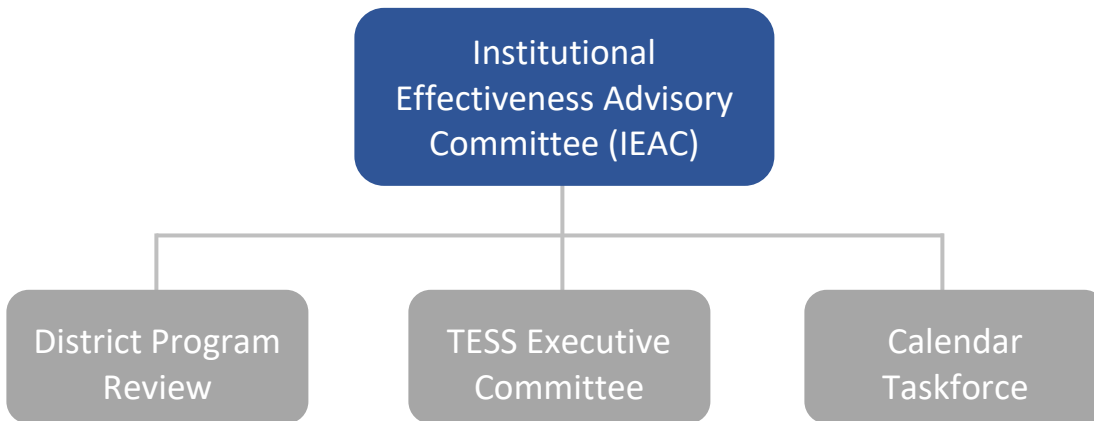 Institutional
Effectiveness Advisory
Committee (IEAC)
District Program
Review
TESS Executive
Committee
Calendar
Taskforce